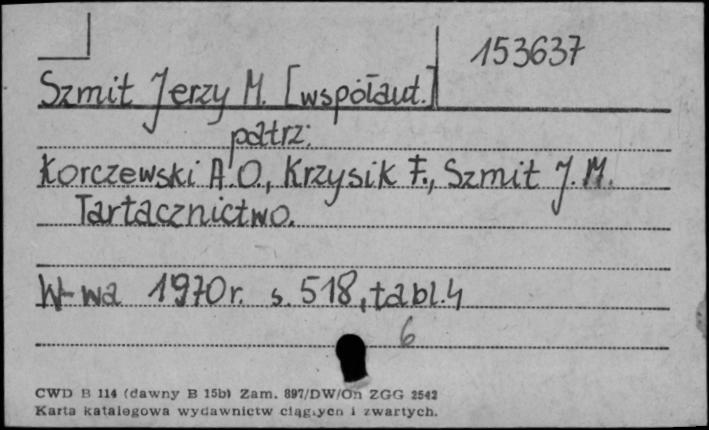 153637
Szmit Jerzy M. [współaut.]
patrz:
Korczewski A.O., Krzysik F., Szmit J.M.
Tartacznictwo.
W-wa 1970r. s. 518, tabl. 4
6
CWD B 114 (dawny B 15b) Zam. 897/DW/On ZGG 2542
Karta katalogowa wydawnictw ciągłych i zwartych.